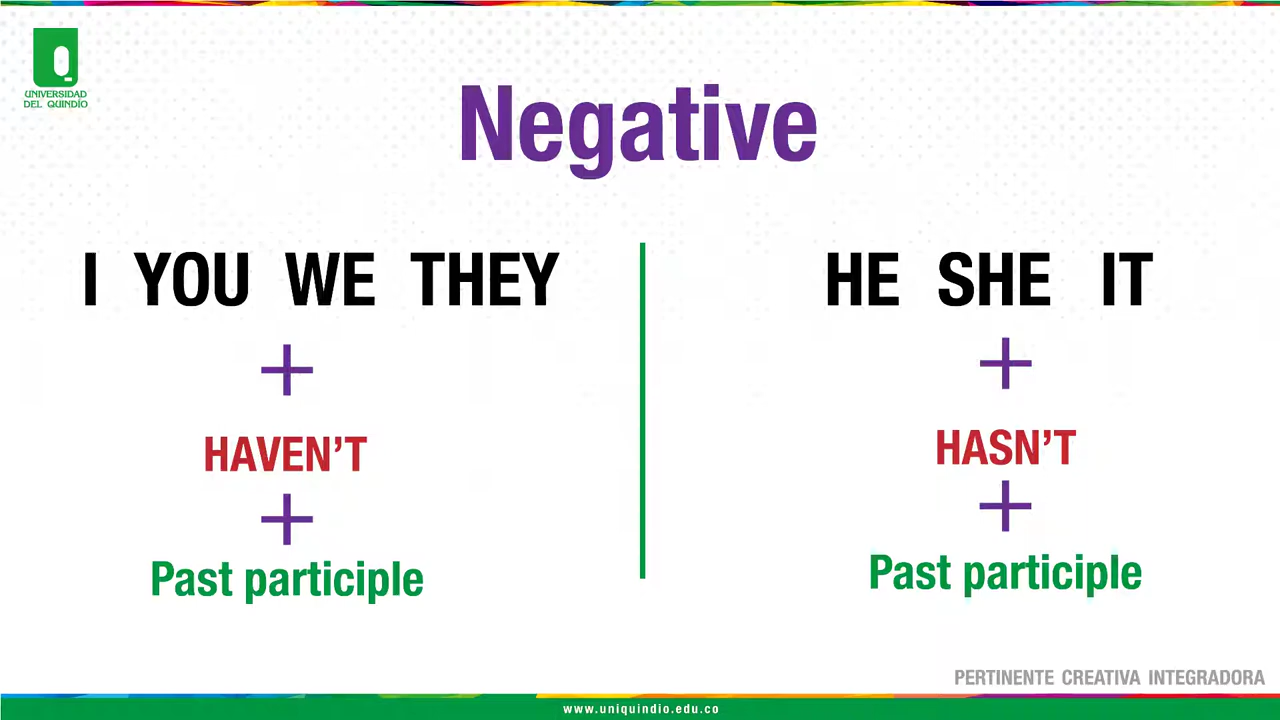 UNIVERSIDAD
DEL QUINDÍO
Negative
I YOU WE THEY
+
HAVEN'T
+
Past participle
HE SHE IT
+
HASN'T
+
Past participle
PERTINENTE CREATIVA INTEGRADORA
www.uniquindio.edu.co